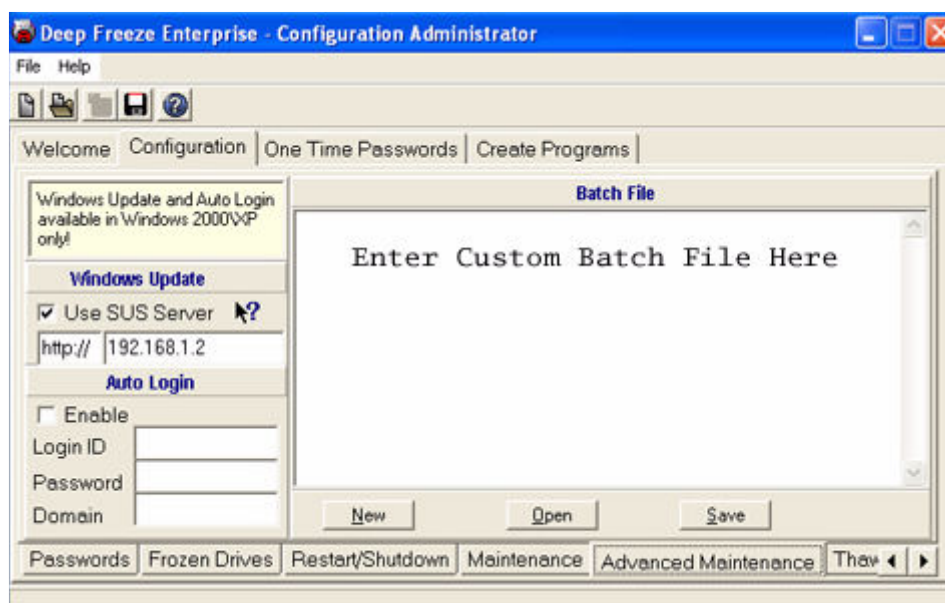 Deep Freeze Enterprise - Configuration Administrator
File Help
Welcome Configuration One Time Passwords Create Programs
Windows Update and Auto Login
available in Windows 2000\XP
only!
Windows Update
Use SUS Server
http:// 192.168.1.2
Auto Login
Enable
Login ID
Password
Domain
Batch File
Enter Custom Batch File Here
New Open Save
Passwords Frozen Drives Restart/Shutdown Maintenance Advanced Maintenance Thaw